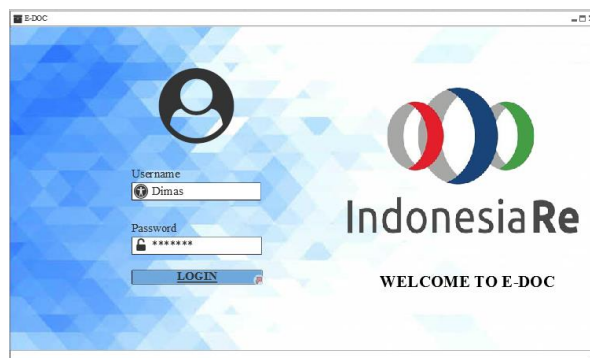 E-DOC
Username
Dimas
Password
*******
LOGIN
IndonesiaRe
WELCOME TO E-DOC